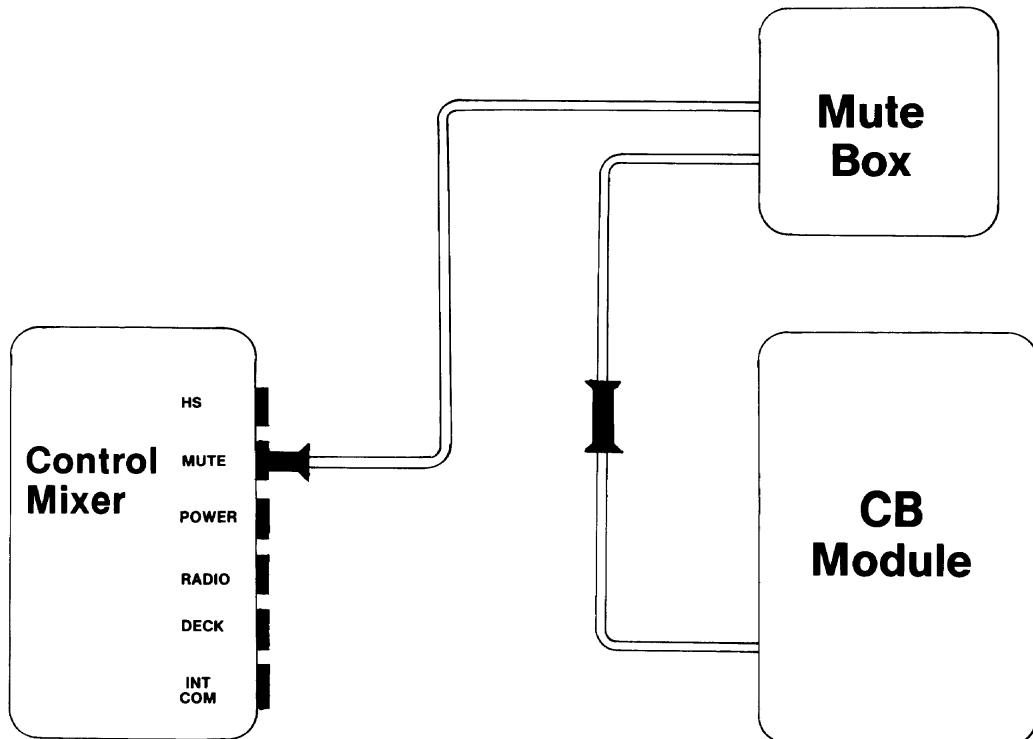 Mute
Box
Control
Mixer
HS
MUTE
POWER
RADIO
DECK
INT
COM
CB
Module